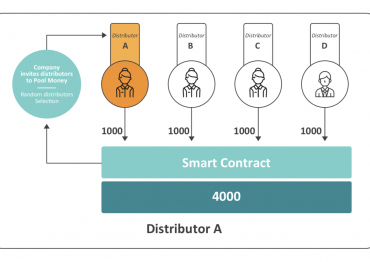 Distributor
A
Distributor
B
Distributor
C
Distributor
D
Company
invites distributors
to Pool Money
Random distributors
Selection
1000
1000
1000
1000
Smart Contract
4000
Distributor A